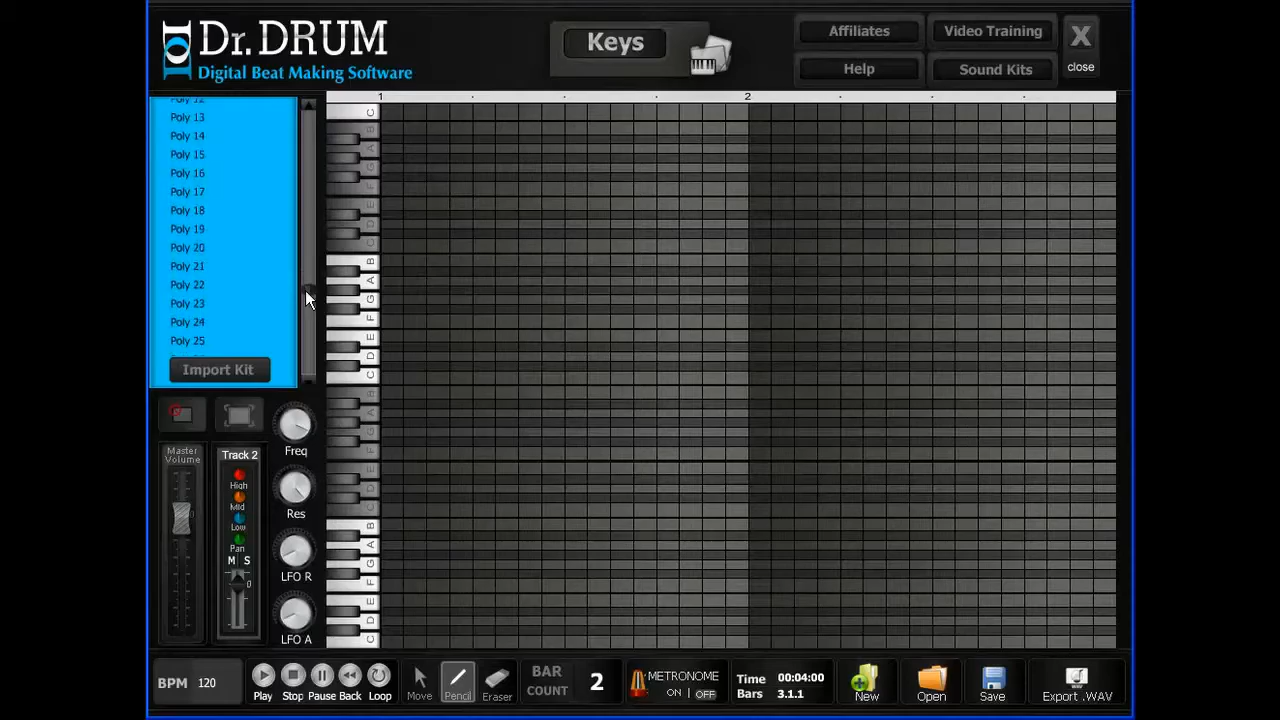 Dr. DRUM
Digital Beat Making Software
Keys
Affiliates
Video Training
Help
Sound Kits
X
close
1
2
Poly 12
Poly 13
Poly 14
Poly 15
Poly 16
Poly 17
Poly 18
Poly 19
Poly 20
Poly 21
Poly 22
Poly 23
Poly 24
Poly 25
Import Kit
C
B
A
G
F
E
D
C
B
A
G
F
E
D
C
B
A
G
F
E
D
C
B
A
G
F
E
D
C
Master
Volume
Track 2
High
Mid
Low
Pan
M S
0
Freq
Res
LFO R
LFO A
BPM 120
Play
Stop
Pause
Back
Loop
Move
Pencil
Eraser
BAR
COUNT
2
METRONOME
ON | OFF
Time 00:04:00
Bars 3.1.1
New
Open
Save
Export .WAV